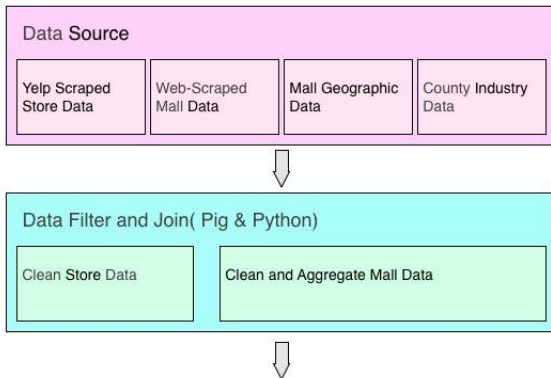 Data Source
Yelp Scraped
Store Data
Web-Scraped
Mall Data
Mall Geographic
Data
County Industry
Data
Data Filter and Join( Pig & Python)
Clean Store Data
Clean and Aggregate Mall Data